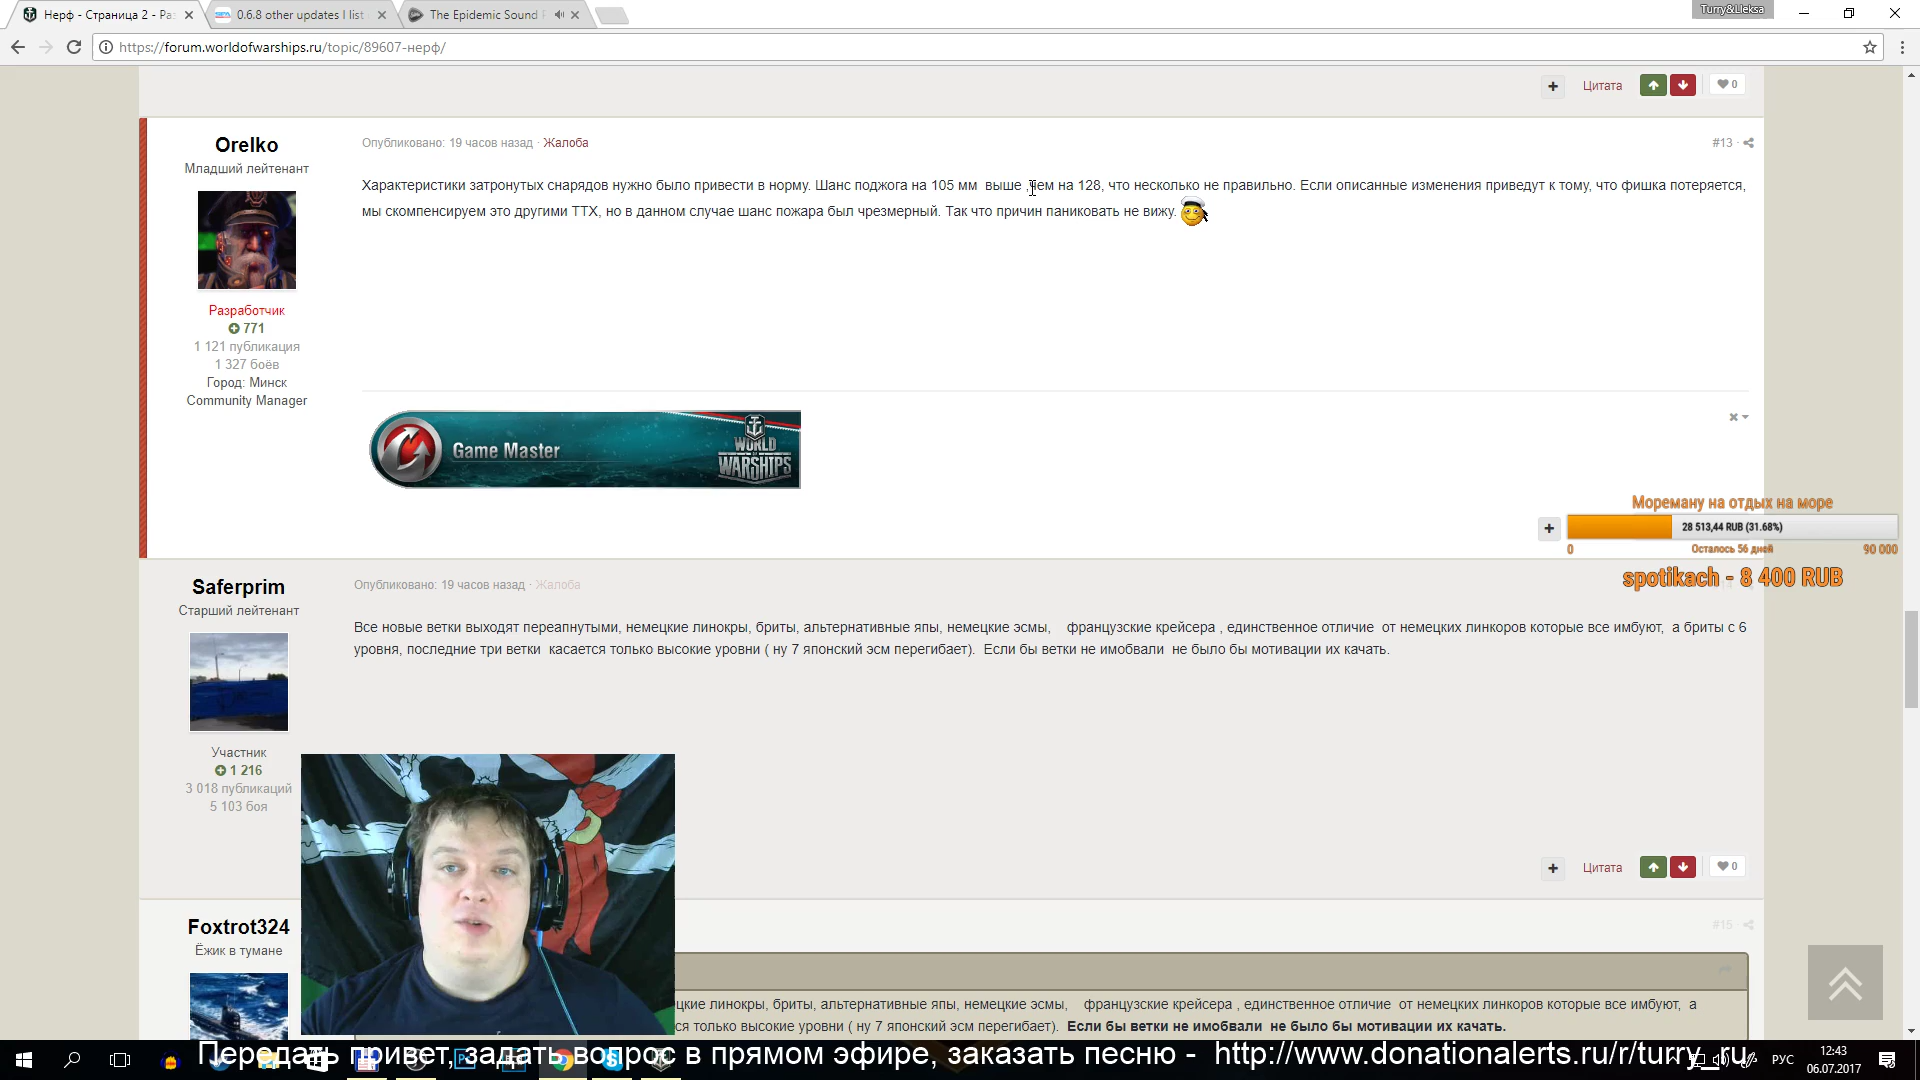 Нерф - Страница 2 - Ра
0.6.8 other updates I list
The Epidemic Sound
Turry&Lleksa
https://forum.worldofwarships.ru/topic/89607-нерф/
Цитата
0
Orelko
Младший лейтенант
Разработчик
771
1 121 публикация
1 327 боёв
Город: Минск
Community Manager
Опубликовано: 19 часов назад · Жалоба
#13
Характеристики затронутых снарядов нужно было привести в норму. Шанс поджога на 105 мм выше ,чем на 128, что несколько не правильно. Если описанные изменения приведут к тому, что фишка потеряется,
мы скомпенсируем это другими ТТХ, но в данном случае шанс пожара был чрезмерный. Так что причин паниковать не вижу.
Game Master
WORLD OF WARSHIPS
Мореману на отдых на море
28 513,44 RUB (31.68%)
0
Осталось 56 дней
90 000
spotikach - 8 400 RUB
Saferprim
Старший лейтенант
Участник
1 216
3 018 публикаций
5 103 боя
Опубликовано: 19 часов назад · Жалоба
Все новые ветки выходят переапнутыми, немецкие линокры, бриты, альтернативные япы, немецкие эсмы, французские крейсера , единственное отличие от немецких линкоров которые все имбуют, а бриты с 6
уровня, последние три ветки касается только высокие уровни ( ну 7 японский эсм перегибает). Если бы ветки не имобвали не было бы мотивации их качать.
Цитата
0
Foxtrot324
Ёжик в тумане
#15
цкие линокры, бриты, альтернативные япы, немецкие эсмы, французские крейсера , единственное отличие от немецких линкоров которые все имбуют, а
ся только высокие уровни ( ну 7 японский эсм перегибает). Если бы ветки не имобвали не было бы мотивации их качать.
Передать привет, задать вопрос в прямом эфире, заказать песню - http://www.donationalerts.ru/r/turry_ru
РУС
12:43
06.07.2017